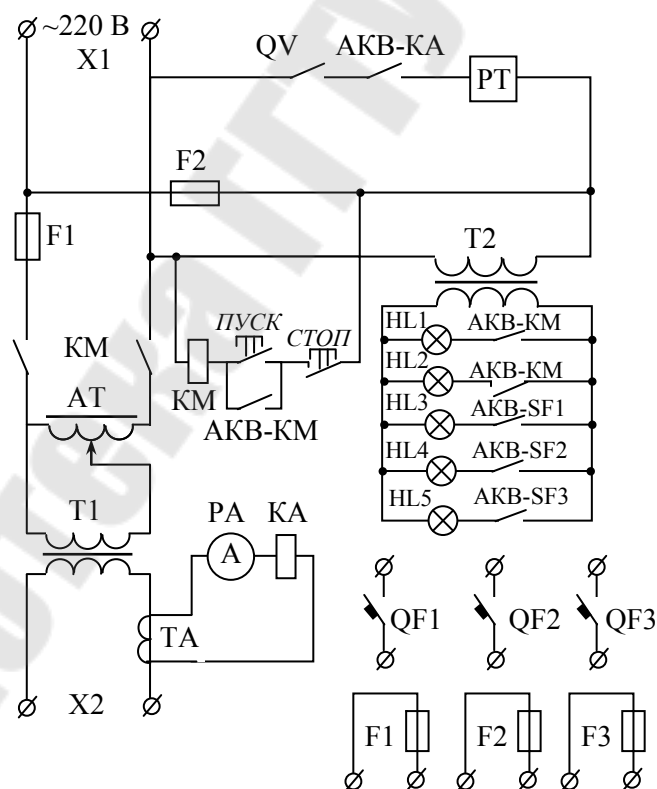 ~220 В
X1
QV
АКВ-КА
РТ
F2
F1
T2
ПУСК
СТОП
КМ
КМ
АТ
АКВ-КМ
HL1
АКВ-КМ
HL2
АКВ-КМ
HL3
АКВ-SF1
HL4
АКВ-SF2
HL5
АКВ-SF3
T1
РА
КА
А
ТА
QF1
QF2
QF3
X2
F1
F2
F3